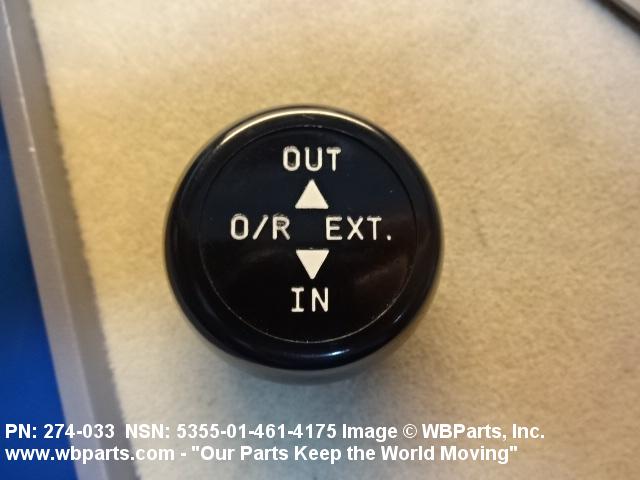 OUT
O/R EXT.
IN
PN: 274-033 NSN: 5355-01-461-4175 Image © WBParts, Inc.
www.wbparts.com - "Our Parts Keep the World Moving"